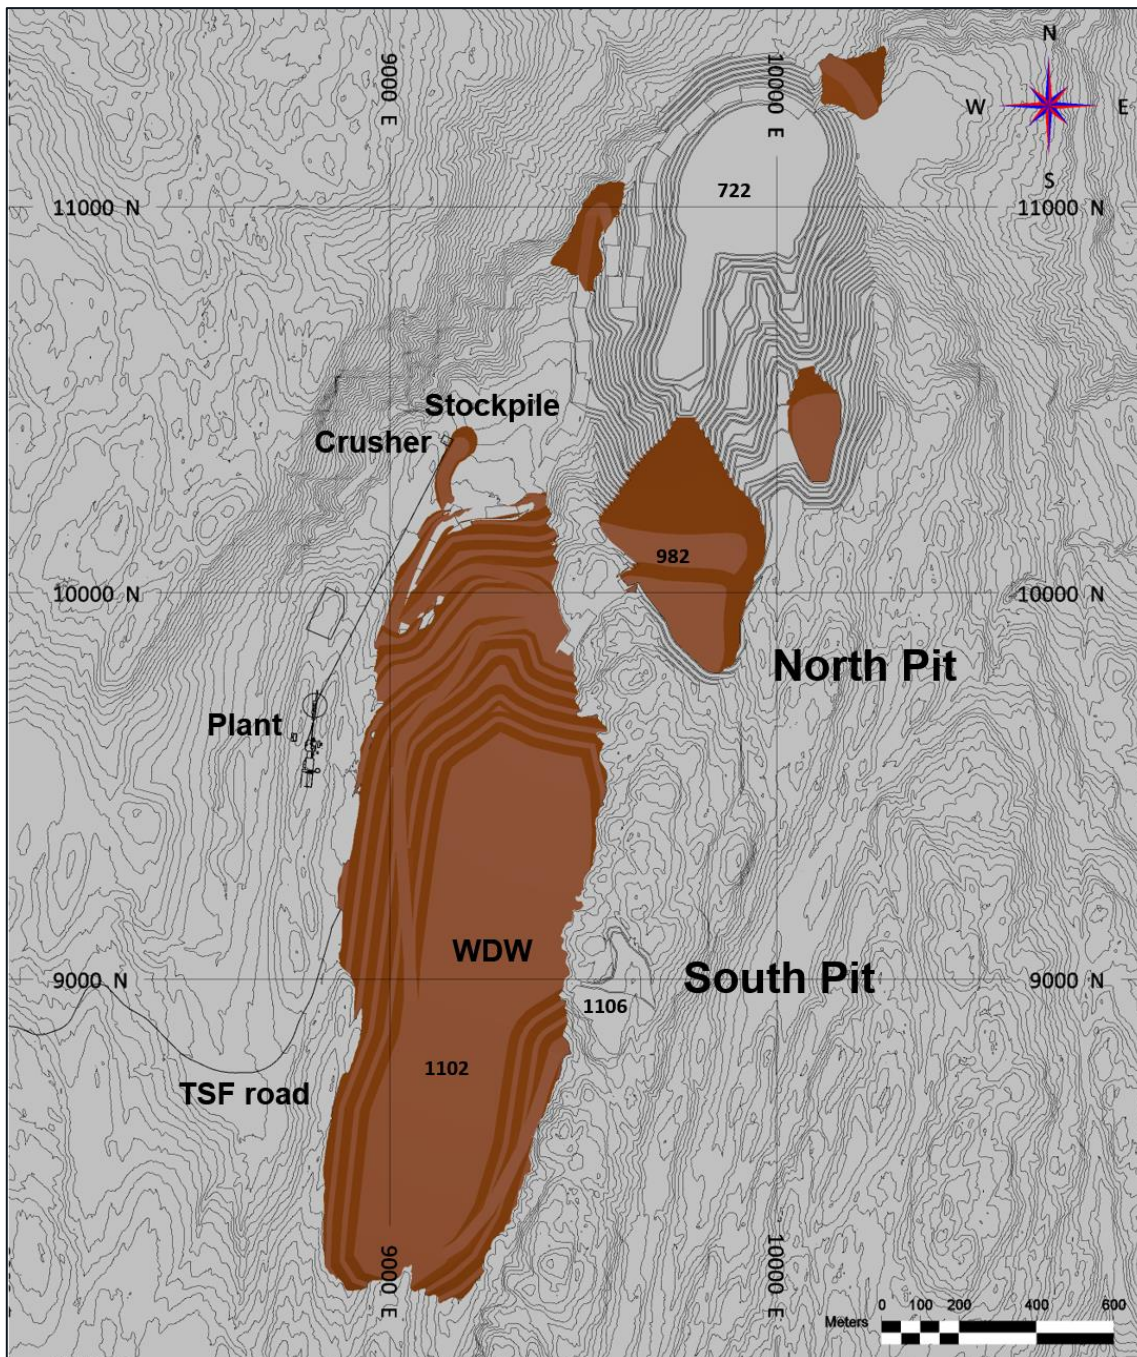 N
9000 E
10000 E
W
E
S
722
11000 N
11000 N
Stockpile
Crusher
982
10000 N
10000 N
North Pit
Plant
WDW
South Pit
9000 N
9000 N
1106
1102
TSF road
9000 E
10000 E
0 100 200 400 600
Meters